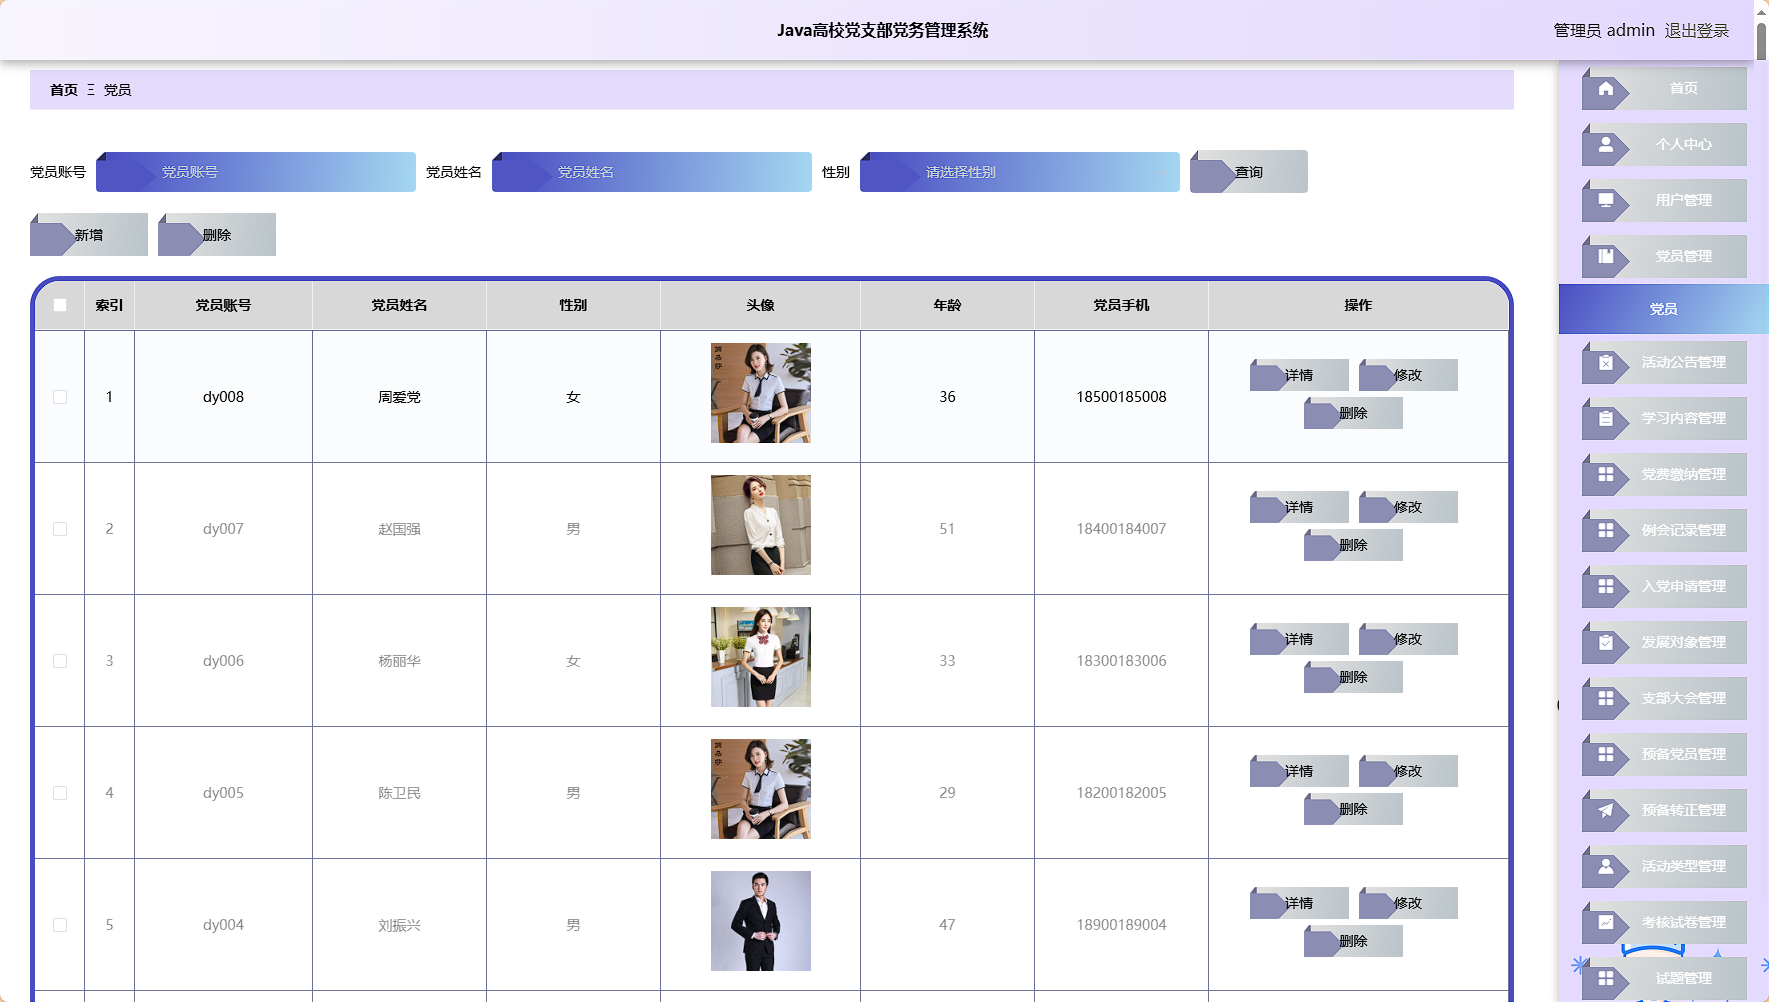 Java高校党支部党务管理系统
管理员 admin 退出登录
首页 Ξ 党员
党员账号 党员账号 党员姓名 党员姓名 性别 请选择性别 查询
新增 删除
索引 党员账号 党员姓名 性别 头像 年龄 党员手机 操作
1 dy008 周爱党 女 36 18500185008 详情 修改
删除
2 dy007 赵国强 男 51 18400184007 详情 修改
删除
3 dy006 杨丽华 女 33 18300183006 详情 修改
删除
4 dy005 陈卫民 男 29 18200182005 详情 修改
删除
5 dy004 刘振兴 男 47 18900189004 详情 修改
删除
首页
个人中心
用户管理
党员管理
党员
活动公告管理
学习内容管理
党费缴纳管理
例会记录管理
入党申请管理
发展对象管理
支部大会管理
预备党员管理
预备转正管理
活动类型管理
考核试卷管理
试题管理